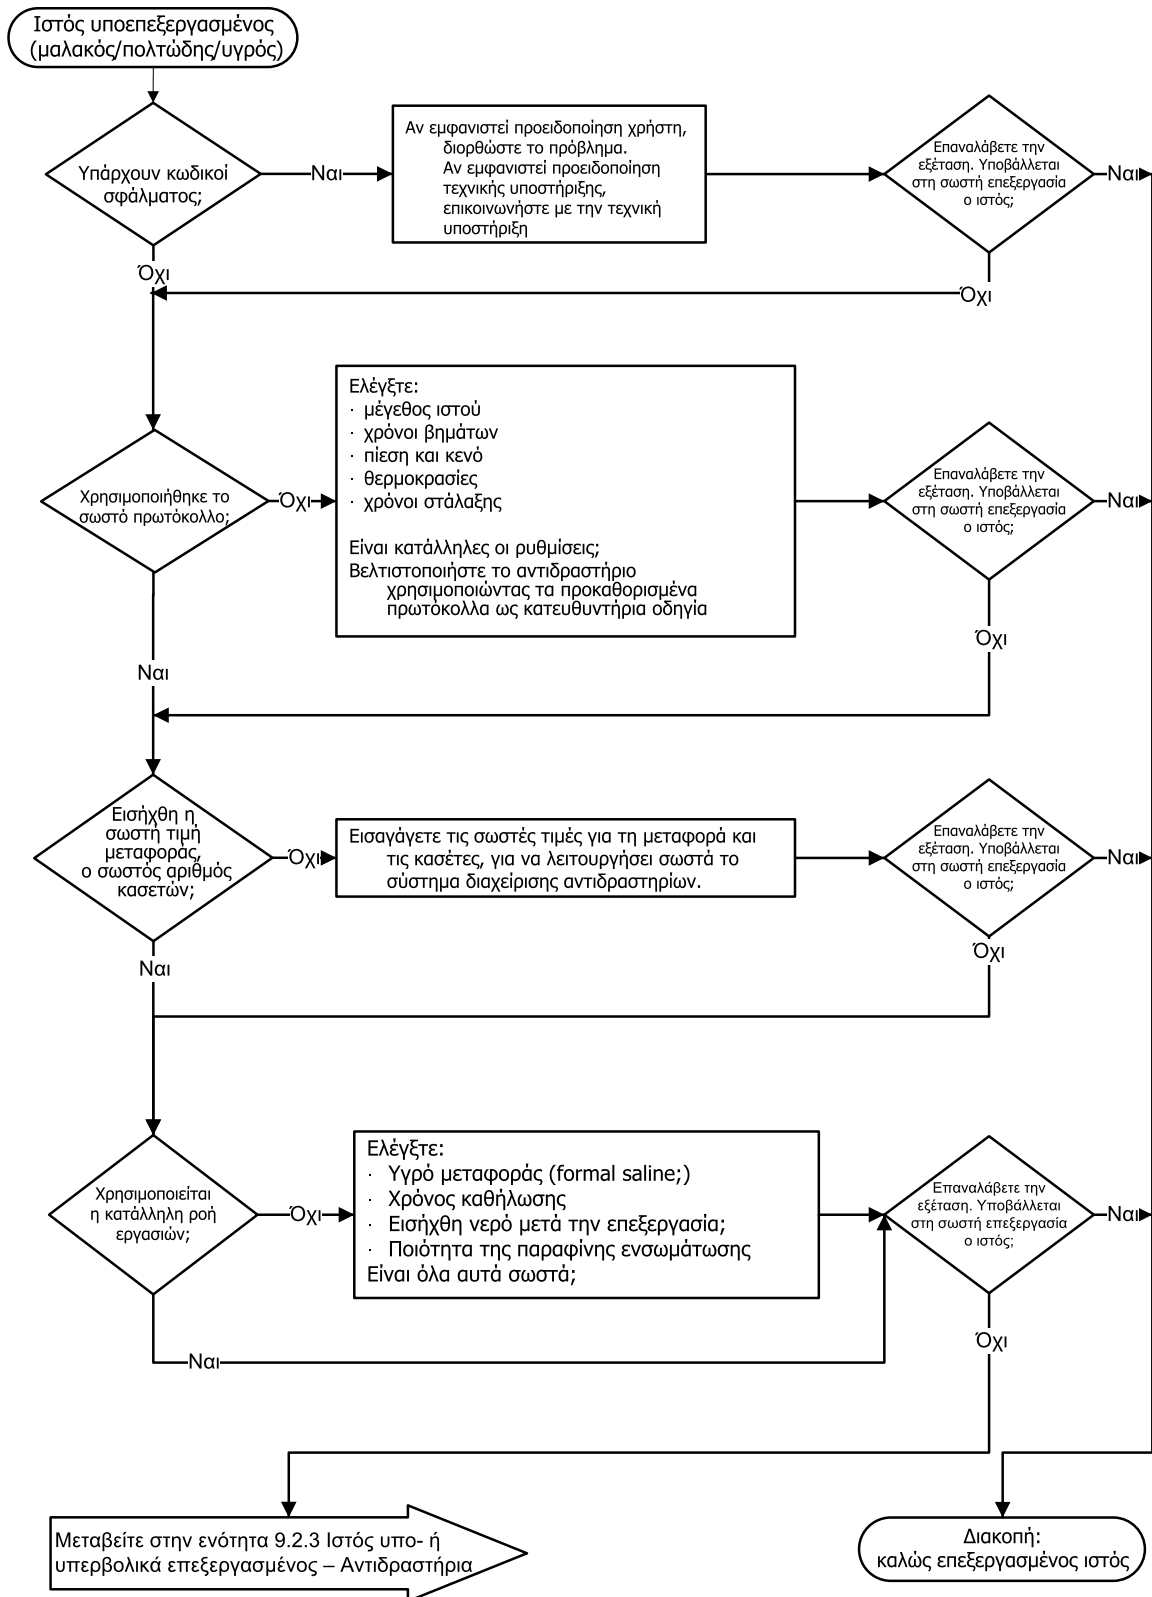 Ιστός υποεπεξεργασμένος
(μαλακός/πολτώδης/υγρός)
Υπάρχουν κωδικοί
σφάλματος;
Ναι
Αν εμφανιστεί προειδοποίηση χρήστη,
διορθώστε το πρόβλημα.
Αν εμφανιστεί προειδοποίηση
τεχνικής υποστήριξης,
επικοινωνήστε με την τεχνική
υποστήριξη
Επαναλάβετε την
εξέταση. Υποβάλλεται
στη σωστή επεξεργασία
ο ιστός;
Ναι
Όχι
Όχι
Χρησιμοποιήθηκε το
σωστό πρωτόκολλο;
Όχι
Ελέγξτε:
· μέγεθος ιστού
· χρόνοι βημάτων
· πίεση και κενό
· θερμοκρασίες
· χρόνοι στάλαξης
Είναι κατάλληλες οι ρυθμίσεις;
Βελτιστοποιήστε το αντιδραστήριο
χρησιμοποιώντας τα προκαθορισμένα
πρωτόκολλα ως κατευθυντήρια οδηγία
Επαναλάβετε την
εξέταση. Υποβάλλεται
στη σωστή επεξεργασία
ο ιστός;
Ναι
Όχι
Ναι
Εισήχθη η
σωστή τιμή
μεταφοράς,
ο σωστός αριθμός
κασετών;
Όχι
Εισαγάγετε τις σωστές τιμές για τη μεταφορά και
τις κασέτες, για να λειτουργήσει σωστά το
σύστημα διαχείρισης αντιδραστηρίων.
Επαναλάβετε την
εξέταση. Υποβάλλεται
στη σωστή επεξεργασία
ο ιστός;
Ναι
Όχι
Ναι
Χρησιμοποιείται
η κατάλληλη ροή
εργασιών;
Όχι
Ελέγξτε:
· Υγρό μεταφοράς (formal saline;)
· Χρόνος καθήλωσης
· Εισήχθη νερό μετά την επεξεργασία;
· Ποιότητα της παραφίνης ενσωμάτωσης
Είναι όλα αυτά σωστά;
Επαναλάβετε την
εξέταση. Υποβάλλεται
στη σωστή επεξεργασία
ο ιστός;
Ναι
Όχι
Ναι
Μεταβείτε στην ενότητα 9.2.3 Ιστός υπο- ή
υπερβολικά επεξεργασμένος – Αντιδραστήρια
Διακοπή:
καλώς επεξεργασμένος ιστός